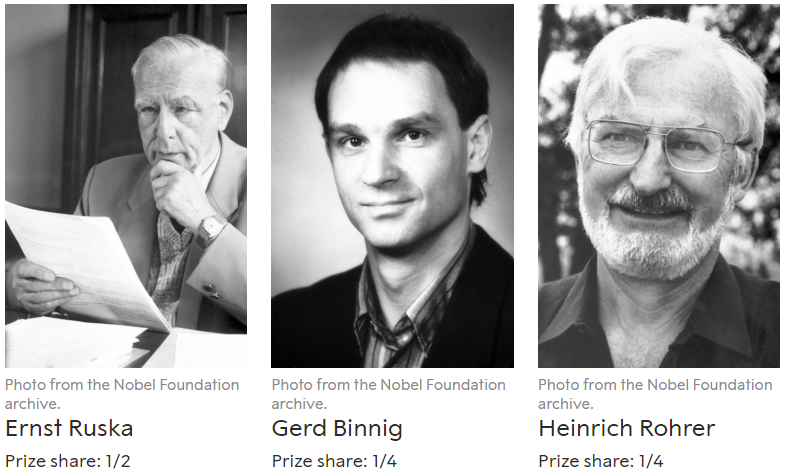 Photo from the Nobel Foundation
archive.
Ernst Ruska
Prize share: 1/2
Photo from the Nobel Foundation
archive.
Gerd Binnig
Prize share: 1/4
Photo from the Nobel Foundation
archive.
Heinrich Rohrer
Prize share: 1/4